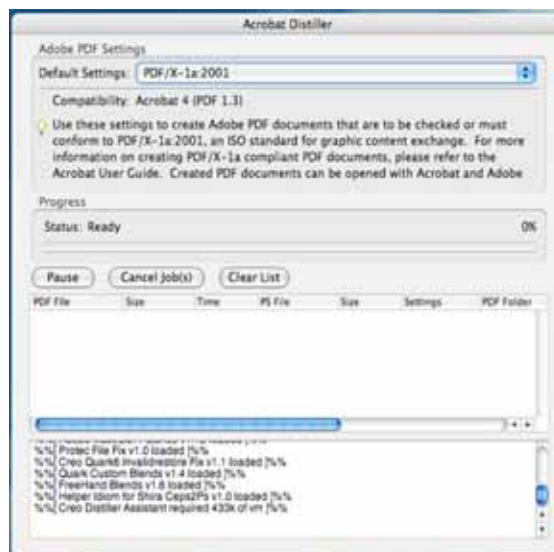 Acrobat Distiller
Adobe PDF Settings
Default Settings: PDF/X-1a:2001
Compatibility: Acrobat 4 (PDF 1.3)
Use these settings to create Adobe PDF documents that are to be checked or must
conform to PDF/X-1a:2001, an ISO standard for graphic content exchange. For more
information on creating PDF/X-1a compliant PDF documents, please refer to the
Acrobat User Guide. Created PDF documents can be opened with Acrobat and Adobe
Progress
Status: Ready 0%
Pause Cancel Job(s) Clear List
PDF File Size Time PS File Size Settings PDF Folder
loaded ]%%
%%[ Protec File Fix v1.0 loaded ]%%
%%[ Creo Quark6 Invalidrestore Fix v1.1 loaded ]%%
%%[ Quark Custom Blends v1.4 loaded ]%%
%%[ FreeHand Blends v1.6 loaded ]%%
%%[ Helper Idiom for Shira Ceps2Ps v1.0 loaded ]%%
%%[ Creo Distiller Assistant required 433k of vm ]%%